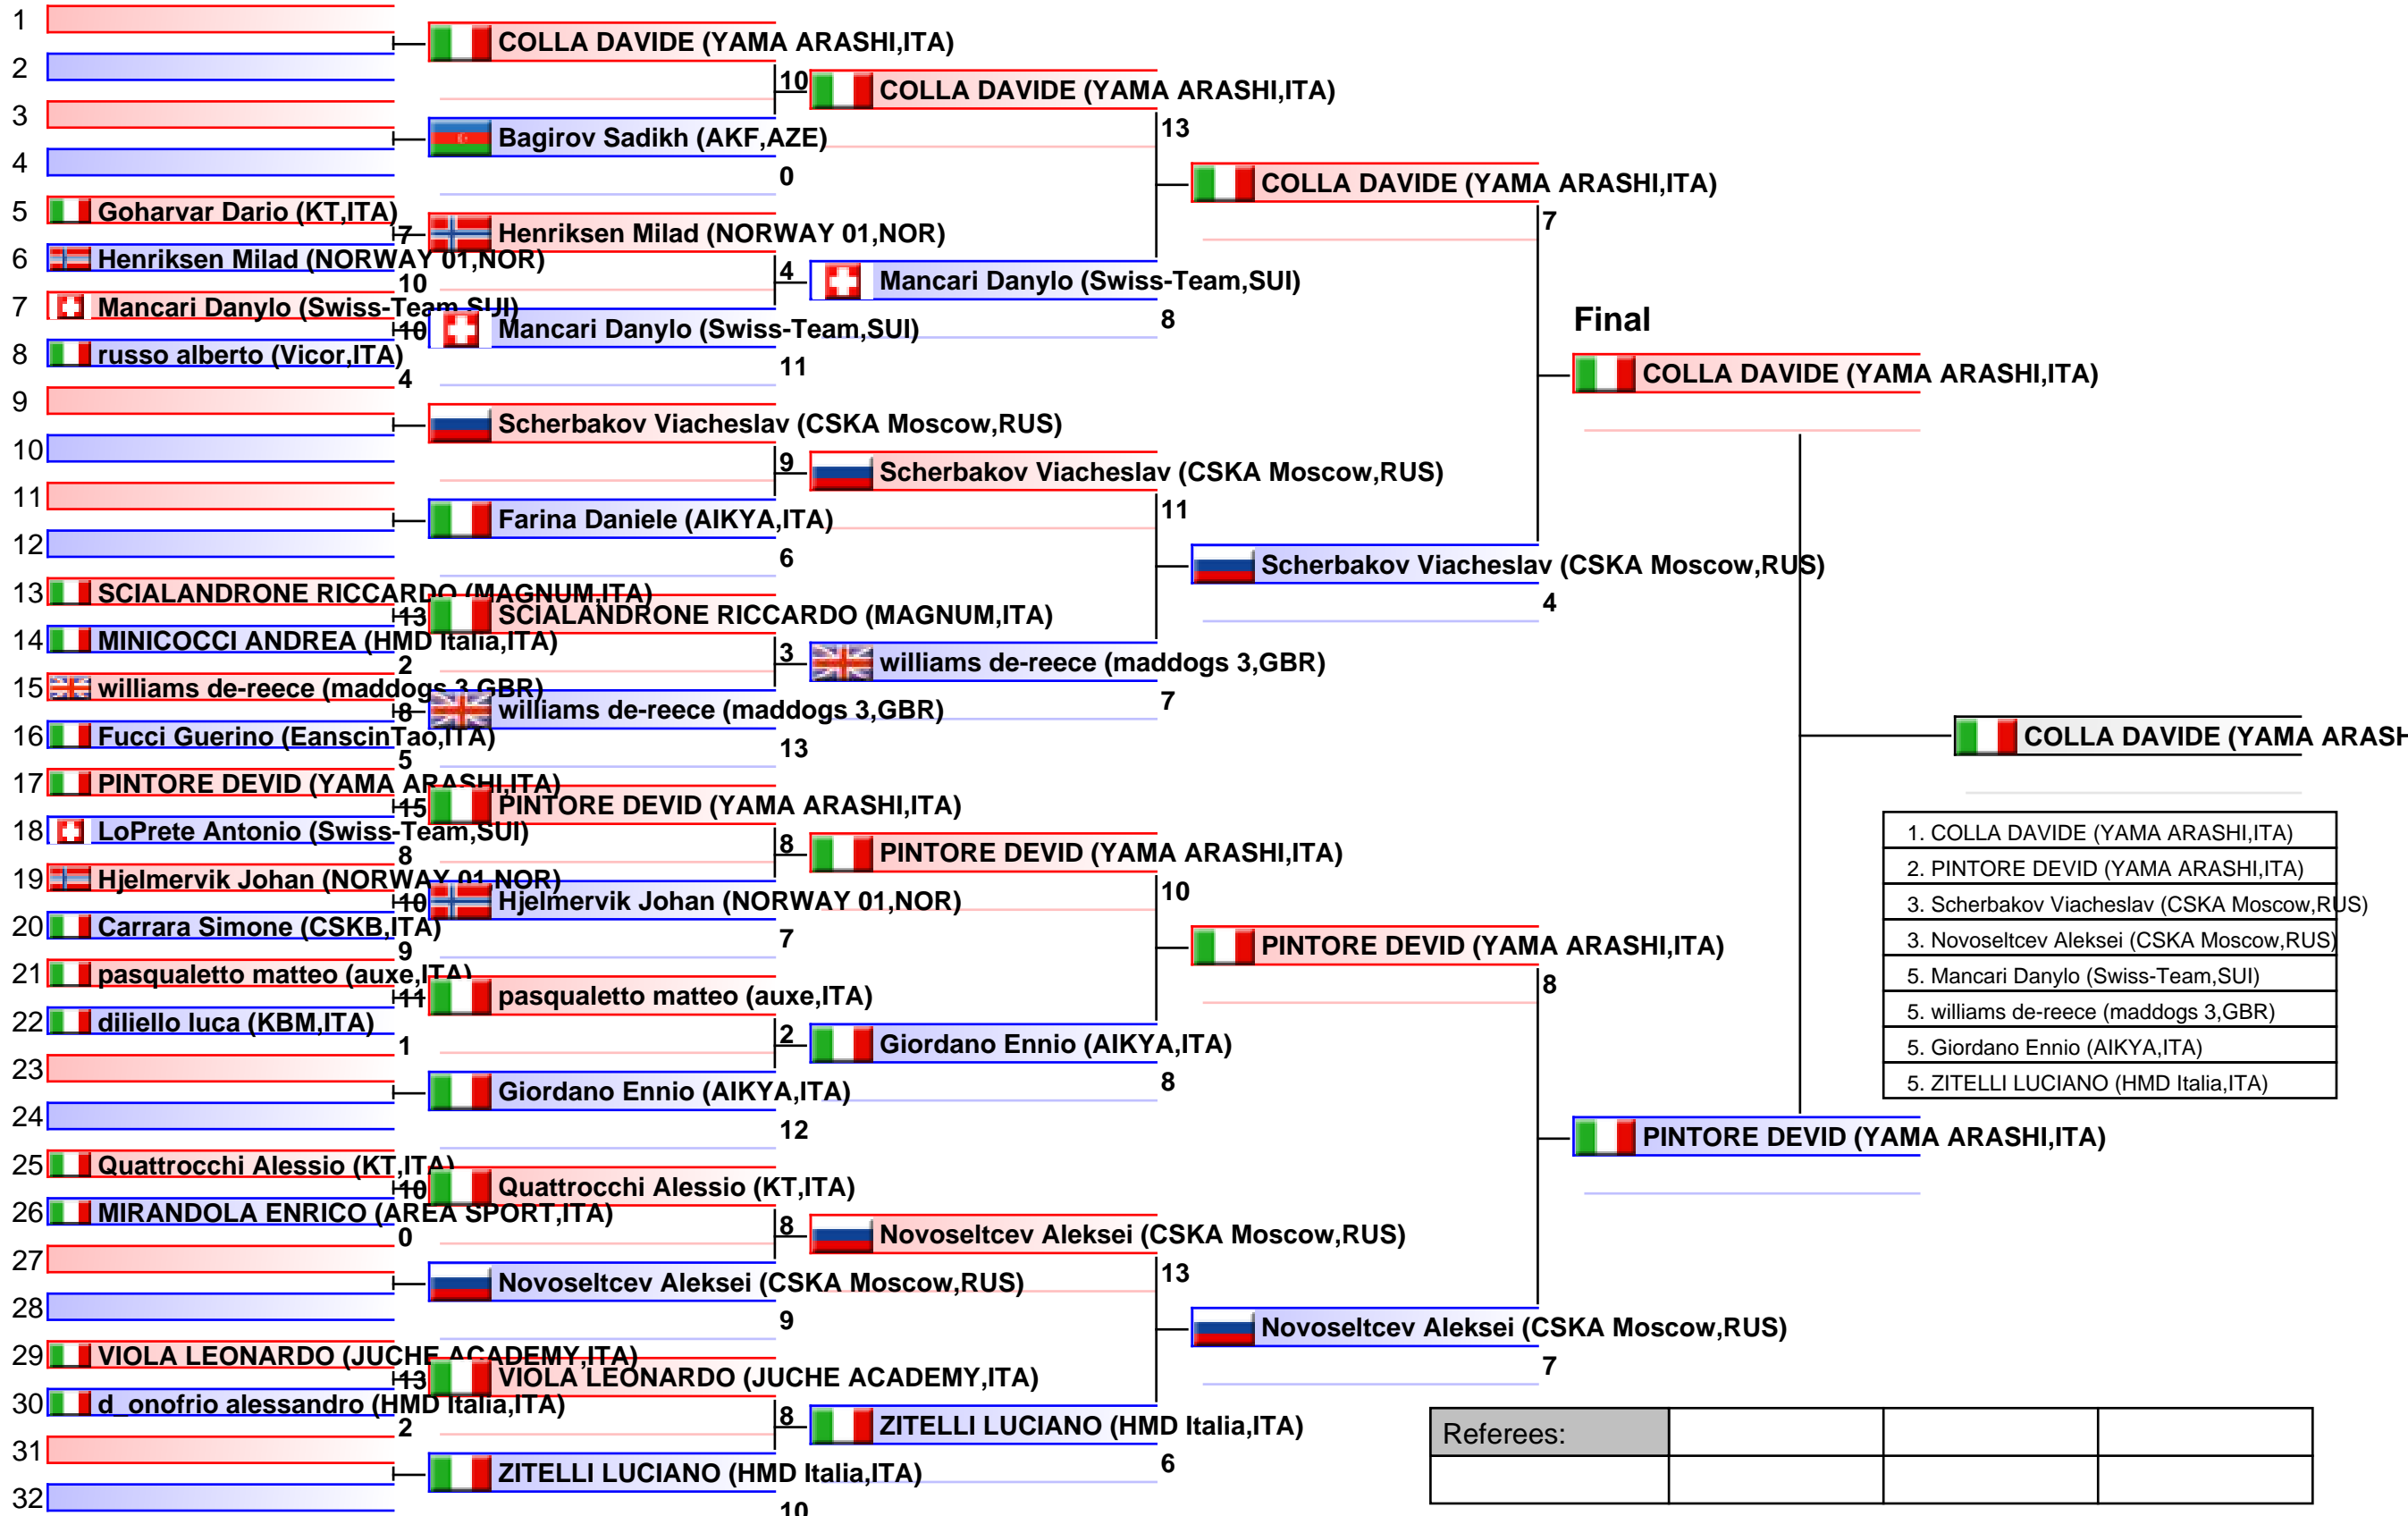 1
2
3
4
5 Goharvar Dario (KT,ITA)
7
6 Henriksen Milad (NORWAY 01,NOR)
10
7 Mancari Danylo (Swiss-Team,SUI)
10
8 russo alberto (Vicor,ITA)
4
9
10
11
12
13 SCIALANDRONE RICCARDO (MAGNUM,ITA)
13
14 MINICOCCI ANDREA (HMD Italia,ITA)
2
15 williams de-reece (maddogs 3,GBR)
8
16 Fucci Guerino (EanscinTao,ITA)
5
17 PINTORE DEVID (YAMA ARASHI,ITA)
15
18 LoPrete Antonio (Swiss-Team,SUI)
8
19 Hjelmervik Johan (NORWAY 01,NOR)
10
20 Carrara Simone (CSKB,ITA)
9
21 pasqualetto matteo (auxe,ITA)
11
22 diliello luca (KBM,ITA)
1
23
24
25 Quattrocchi Alessio (KT,ITA)
10
26 MIRANDOLA ENRICO (AREA SPORT,ITA)
0
27
28
29 VIOLA LEONARDO (JUCHE ACADEMY,ITA)
13
30 d_onofrio alessandro (HMD Italia,ITA)
2
31
32
COLLA DAVIDE (YAMA ARASHI,ITA)
10
Bagirov Sadikh (AKF,AZE)
0
Henriksen Milad (NORWAY 01,NOR)
4
Mancari Danylo (Swiss-Team,SUI)
11
Scherbakov Viacheslav (CSKA Moscow,RUS)
9
Farina Daniele (AIKYA,ITA)
6
SCIALANDRONE RICCARDO (MAGNUM,ITA)
3
williams de-reece (maddogs 3,GBR)
13
PINTORE DEVID (YAMA ARASHI,ITA)
8
Hjelmervik Johan (NORWAY 01,NOR)
7
pasqualetto matteo (auxe,ITA)
2
Giordano Ennio (AIKYA,ITA)
12
Quattrocchi Alessio (KT,ITA)
8
Novoseltcev Aleksei (CSKA Moscow,RUS)
9
VIOLA LEONARDO (JUCHE ACADEMY,ITA)
8
ZITELLI LUCIANO (HMD Italia,ITA)
10
COLLA DAVIDE (YAMA ARASHI,ITA)
13
Mancari Danylo (Swiss-Team,SUI)
8
Scherbakov Viacheslav (CSKA Moscow,RUS)
11
williams de-reece (maddogs 3,GBR)
7
PINTORE DEVID (YAMA ARASHI,ITA)
10
Giordano Ennio (AIKYA,ITA)
8
Novoseltcev Aleksei (CSKA Moscow,RUS)
13
ZITELLI LUCIANO (HMD Italia,ITA)
6
COLLA DAVIDE (YAMA ARASHI,ITA)
7
Scherbakov Viacheslav (CSKA Moscow,RUS)
4
PINTORE DEVID (YAMA ARASHI,ITA)
8
Novoseltcev Aleksei (CSKA Moscow,RUS)
7
Final
COLLA DAVIDE (YAMA ARASHI,ITA)
PINTORE DEVID (YAMA ARASHI,ITA)
COLLA DAVIDE (YAMA ARASH
1. COLLA DAVIDE (YAMA ARASHI,ITA)
2. PINTORE DEVID (YAMA ARASHI,ITA)
3. Scherbakov Viacheslav (CSKA Moscow,RUS)
3. Novoseltcev Aleksei (CSKA Moscow,RUS)
5. Mancari Danylo (Swiss-Team,SUI)
5. williams de-reece (maddogs 3,GBR)
5. Giordano Ennio (AIKYA,ITA)
5. ZITELLI LUCIANO (HMD Italia,ITA)
Referees: